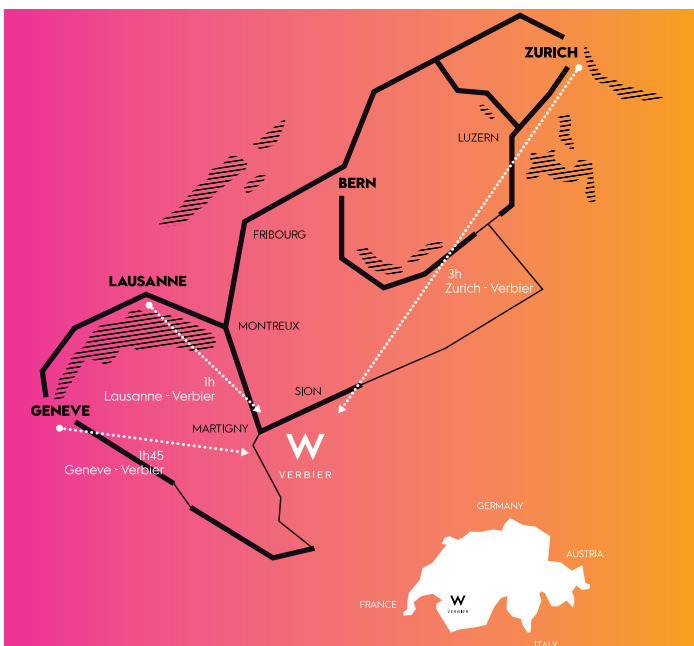 ZURICH
LUZERN
BERN
FRIBOURG
3h
Zurich - Verbier
LAUSANNE
MONTREUX
1h
Lausanne - Verbier
SION
GENEVE
MARTIGNY
W
VERBIER
1h45
Genève - Verbier
GERMANY
AUSTRIA
FRANCE
W
VERBIER
ITALY